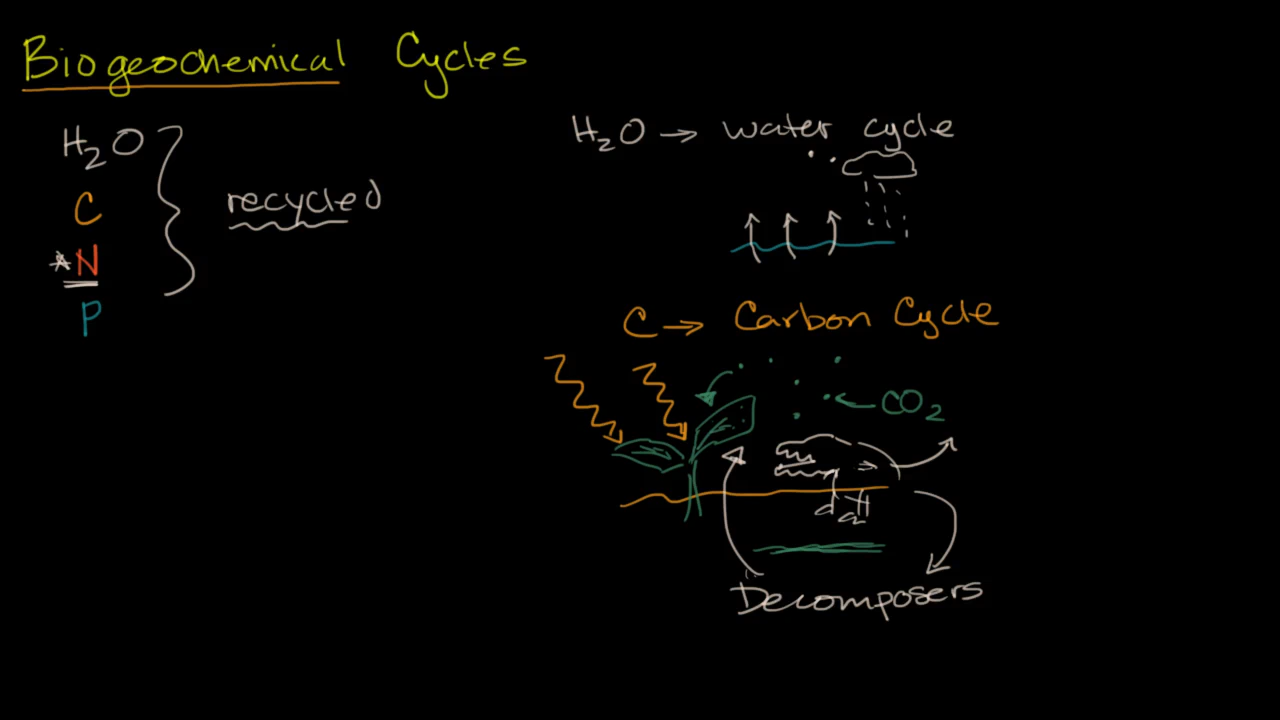 Biogeochemical Cycles
H₂O
C
*N
P
recycled
H₂O → water cycle
C → Carbon Cycle
CO₂
Decomposers